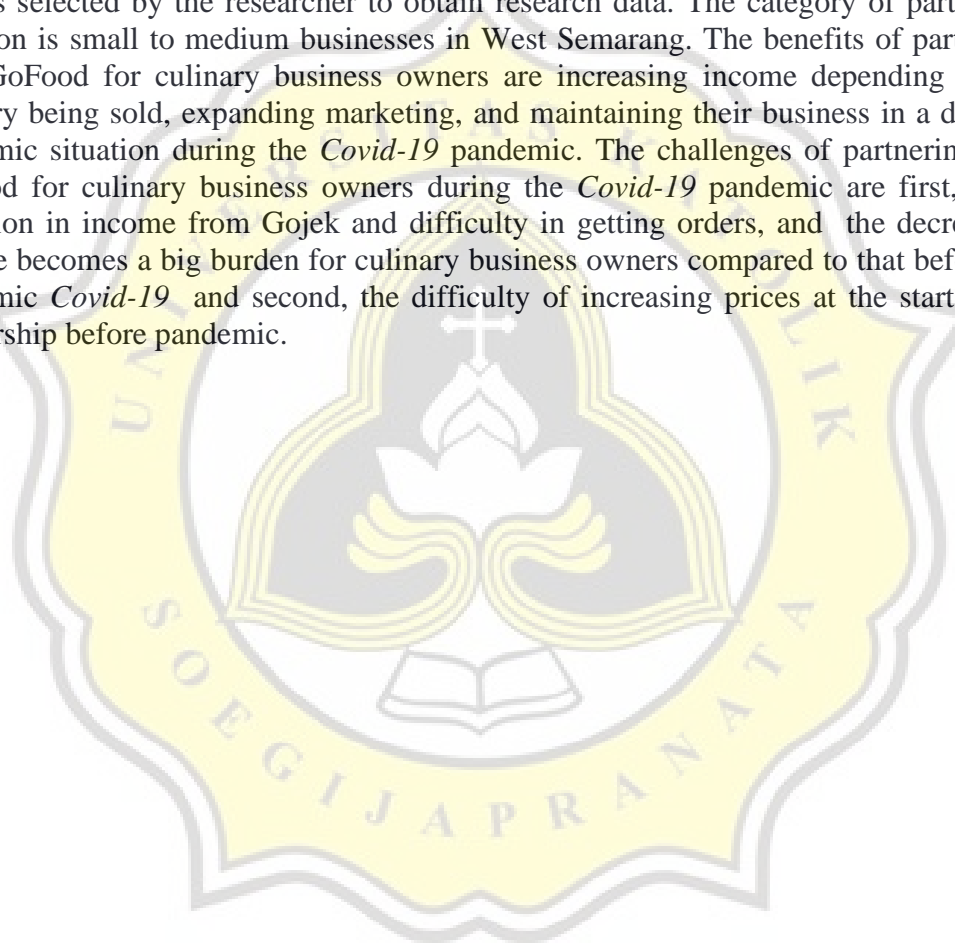 s selected by the researcher to obtain research data. The category of part
on is small to medium businesses in West Semarang. The benefits of part
GoFood for culinary business owners are increasing income depending
ry being sold, expanding marketing, and maintaining their business in a d
mic situation during the Covid-19 pandemic. The challenges of partnerin
od for culinary business owners during the Covid-19 pandemic are first,
ion in income from Gojek and difficulty in getting orders, and the decre
e becomes a big burden for culinary business owners compared to that bef
mic Covid-19 and second, the difficulty of increasing prices at the start
rship before pandemic.
UNIVERSITAS KATOLIK
SOEGIJAPRANATA